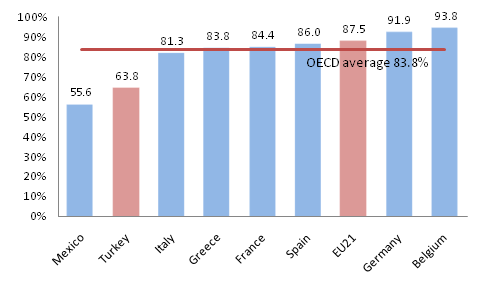 100%
90%
80%
70%
60%
50%
40%
30%
20%
10%
0%
55.6
63.8
81.3
83.8
84.4
86.0
87.5
91.9
93.8
OECD average 83.8%
Mexico
Turkey
Italy
Greece
France
Spain
EU21
Germany
Belgium